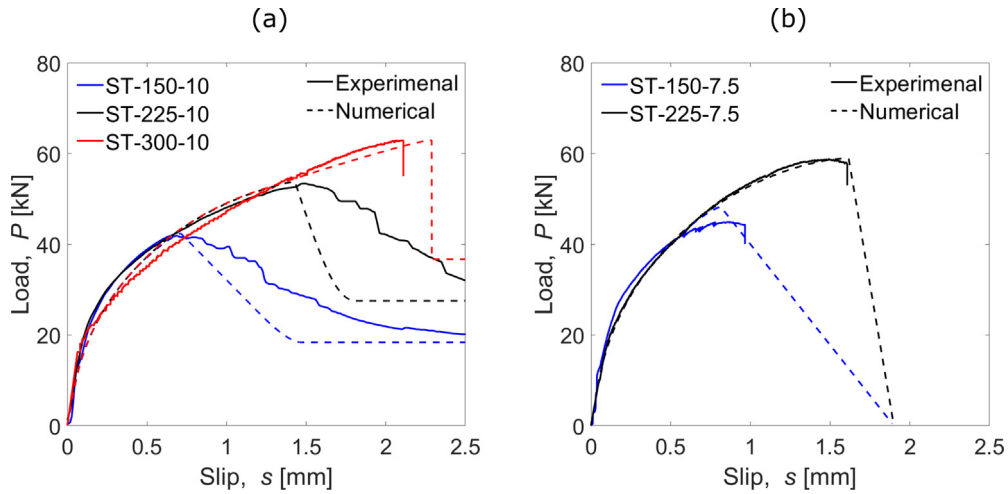 (a)
80
ST-150-10
Experimenal
ST-225-10
Numerical
ST-300-10
60
40
20
0
Load, P [kN]
0
0.5
1
1.5
2
2.5
Slip, s [mm]
(b)
80
ST-150-7.5
Experimenal
ST-225-7.5
Numerical
60
40
20
0
Load, P [kN]
0
0.5
1
1.5
2
2.5
Slip, s [mm]